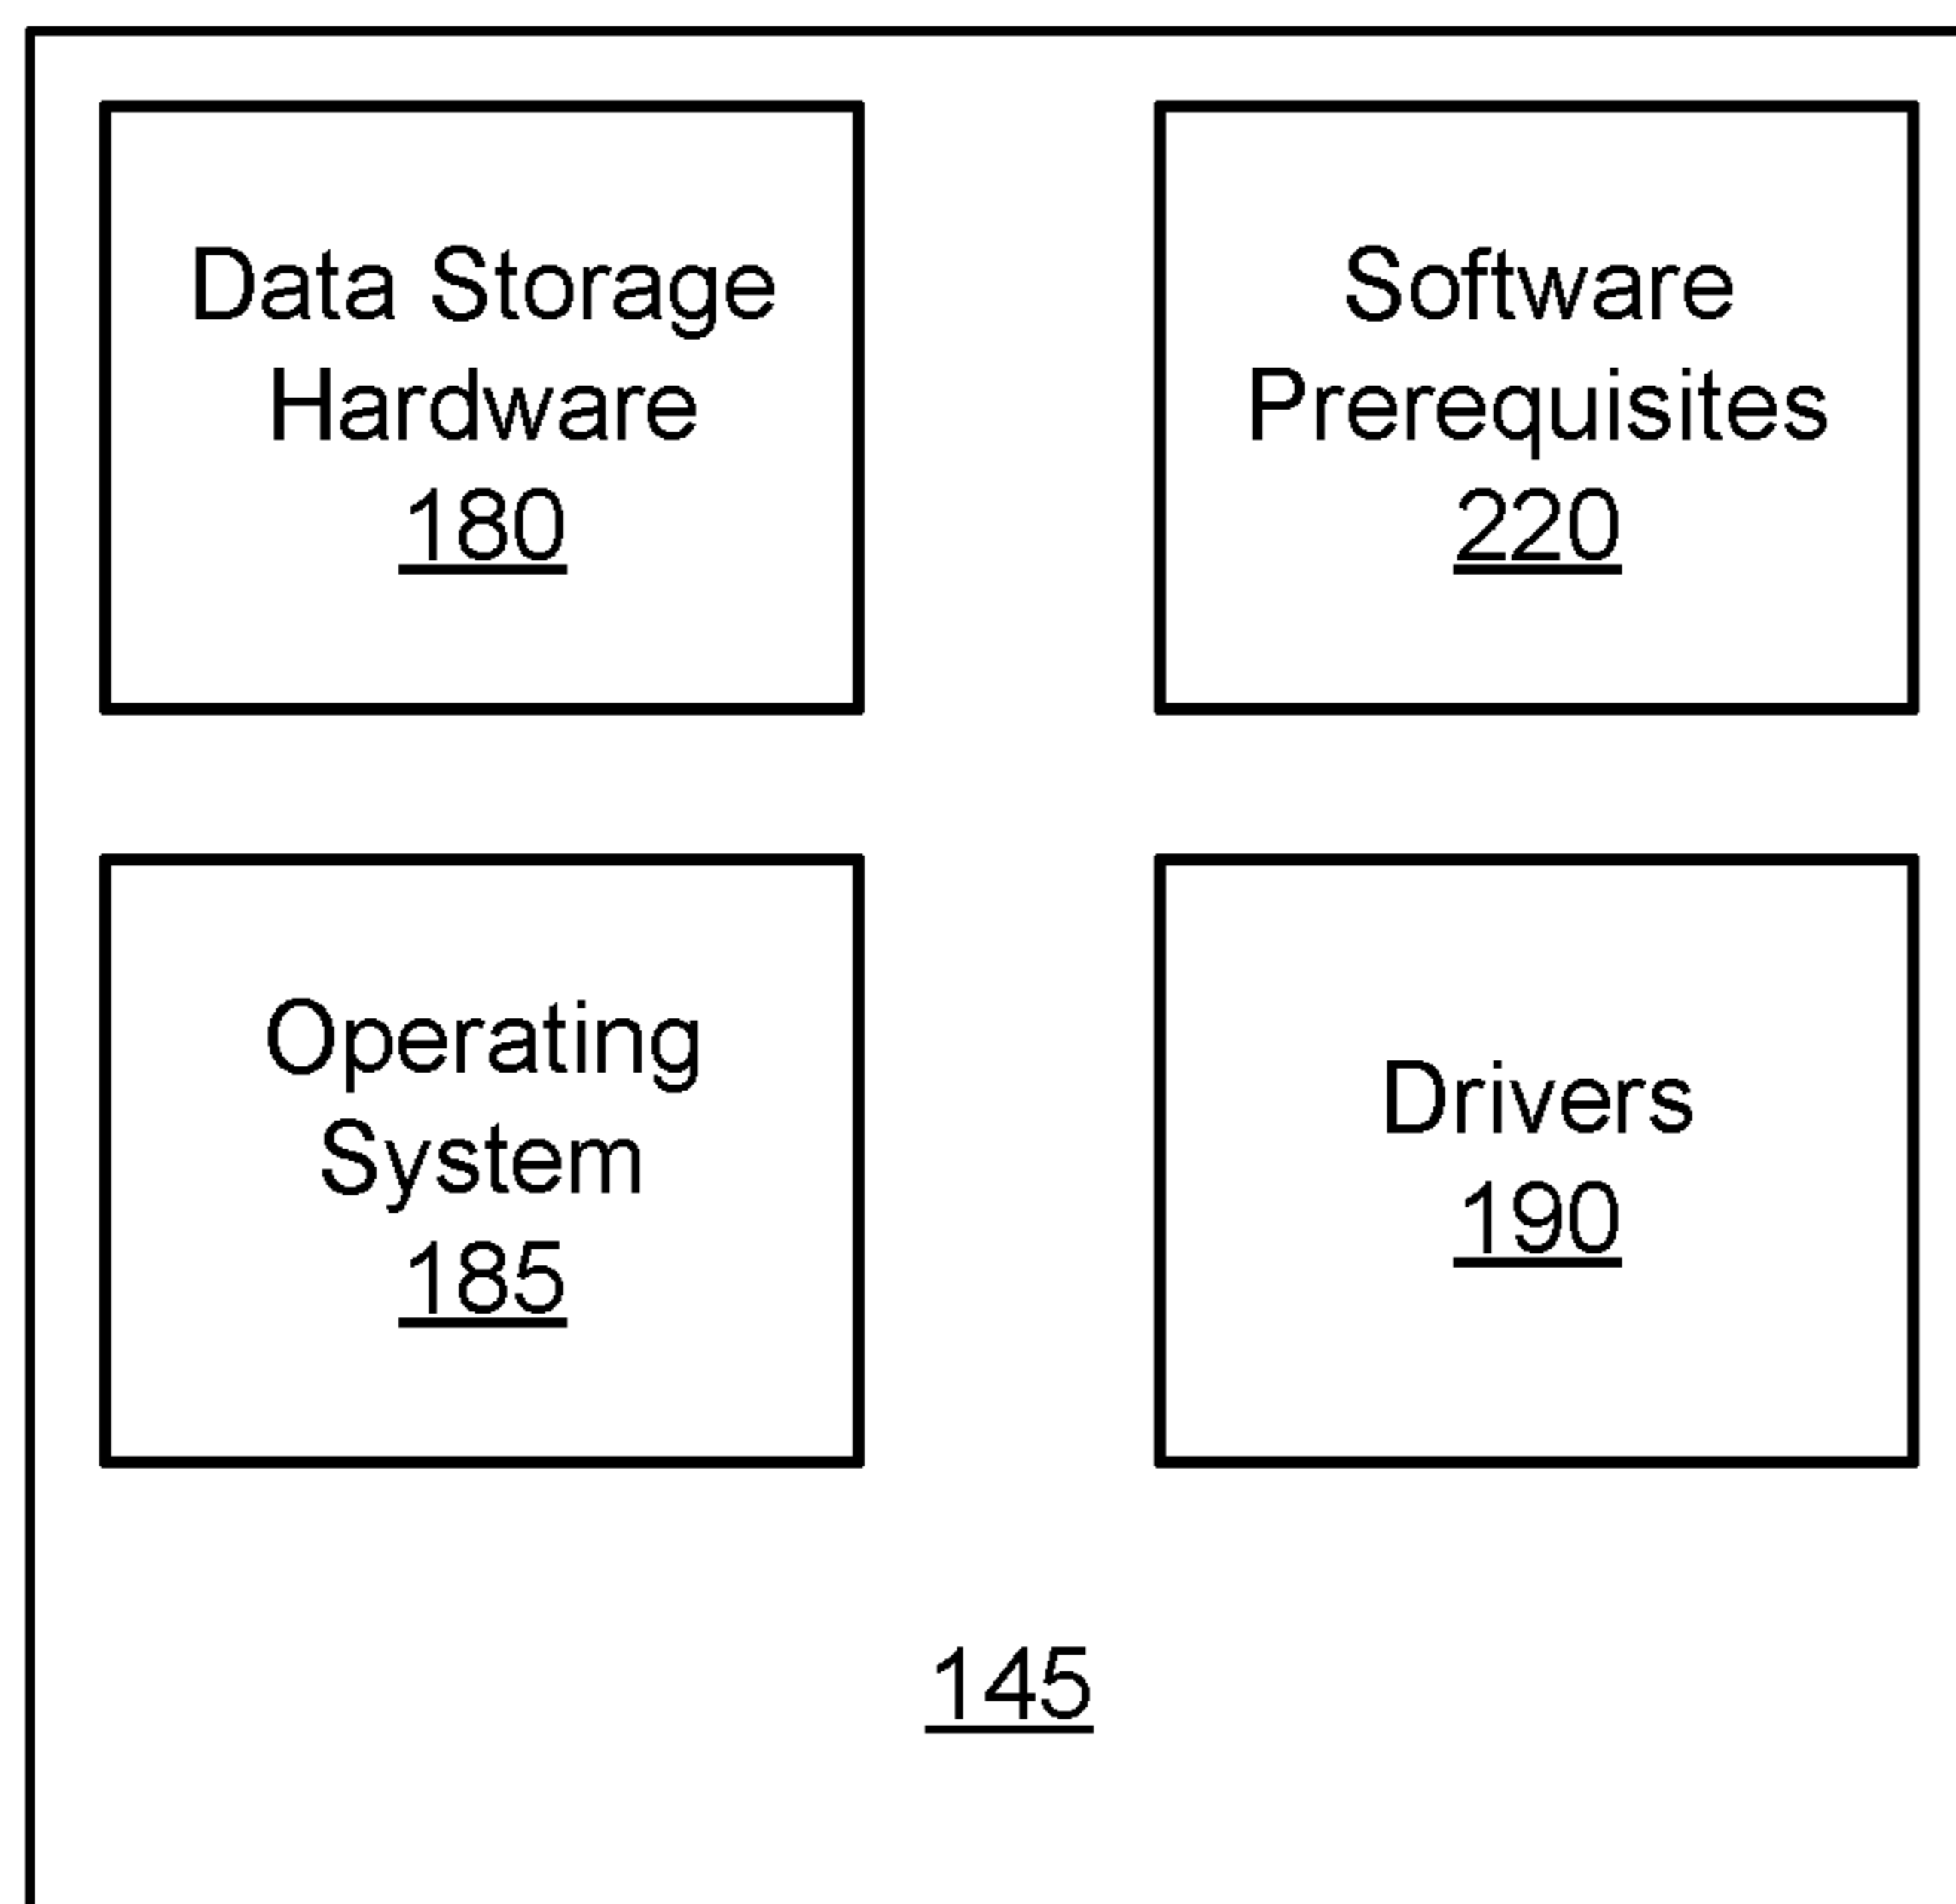 Data Storage
Hardware
180
Software
Prerequisites
220
Operating
System
185
Drivers
190
145